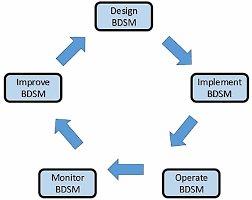 Design
BDSM
Implement
BDSM
Operate
BDSM
Monitor
BDSM
Improve
BDSM